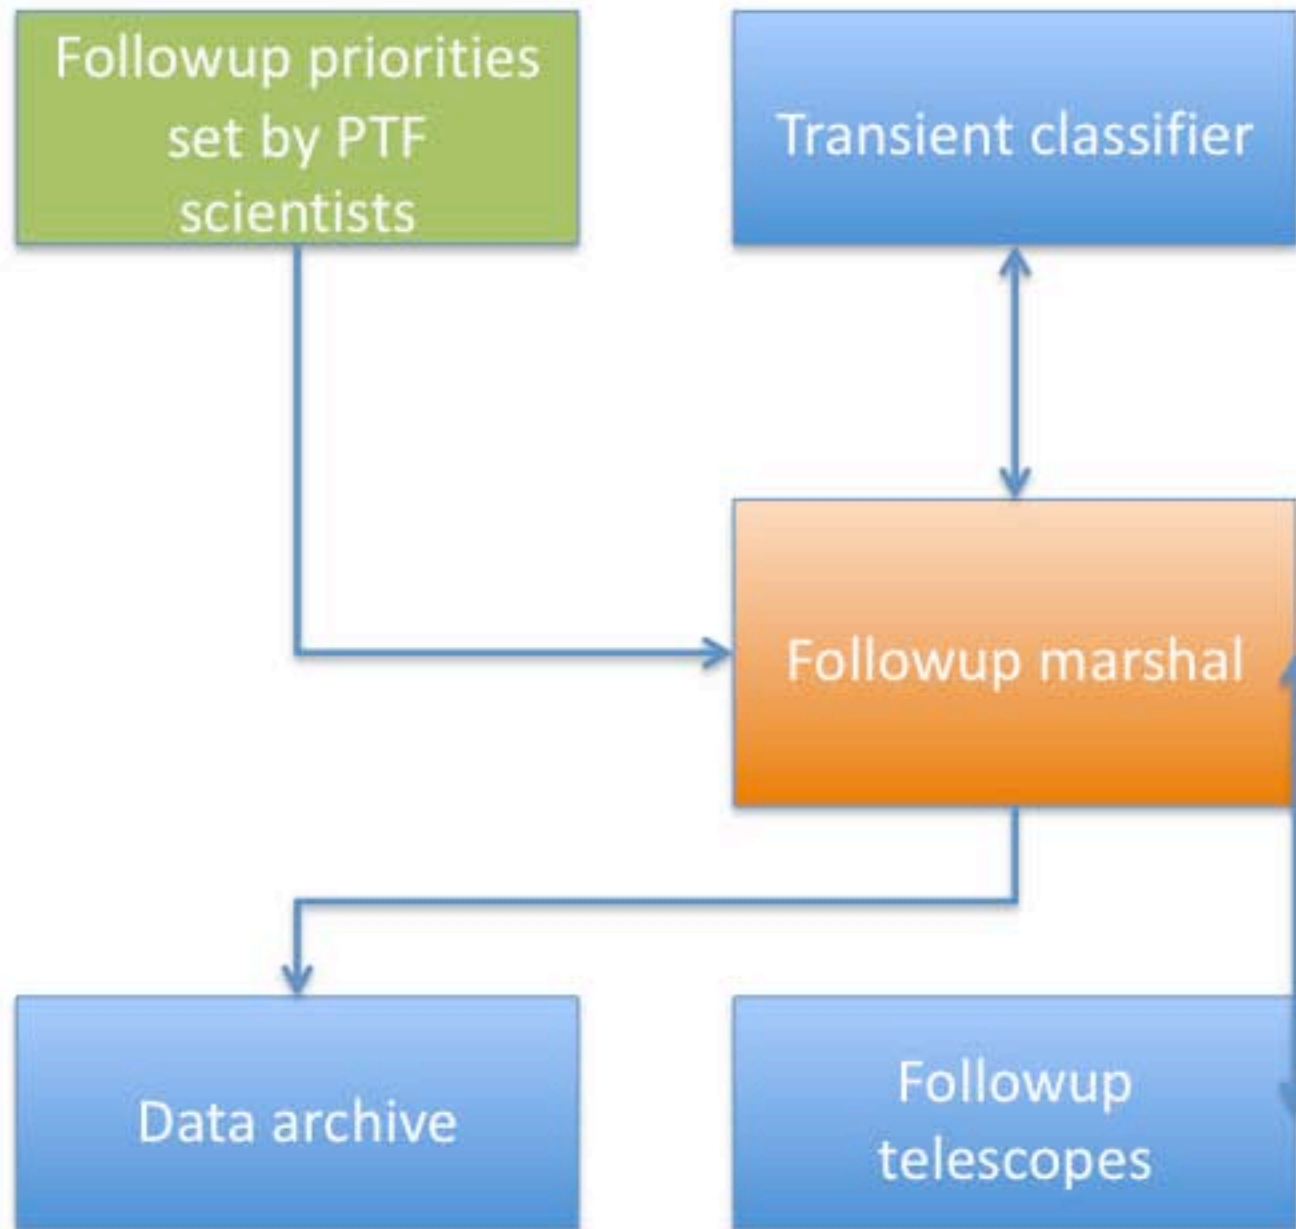 Followup priorities
set by PTF
scientists
Transient classifier
Followup marshal
Data archive
Followup
telescopes